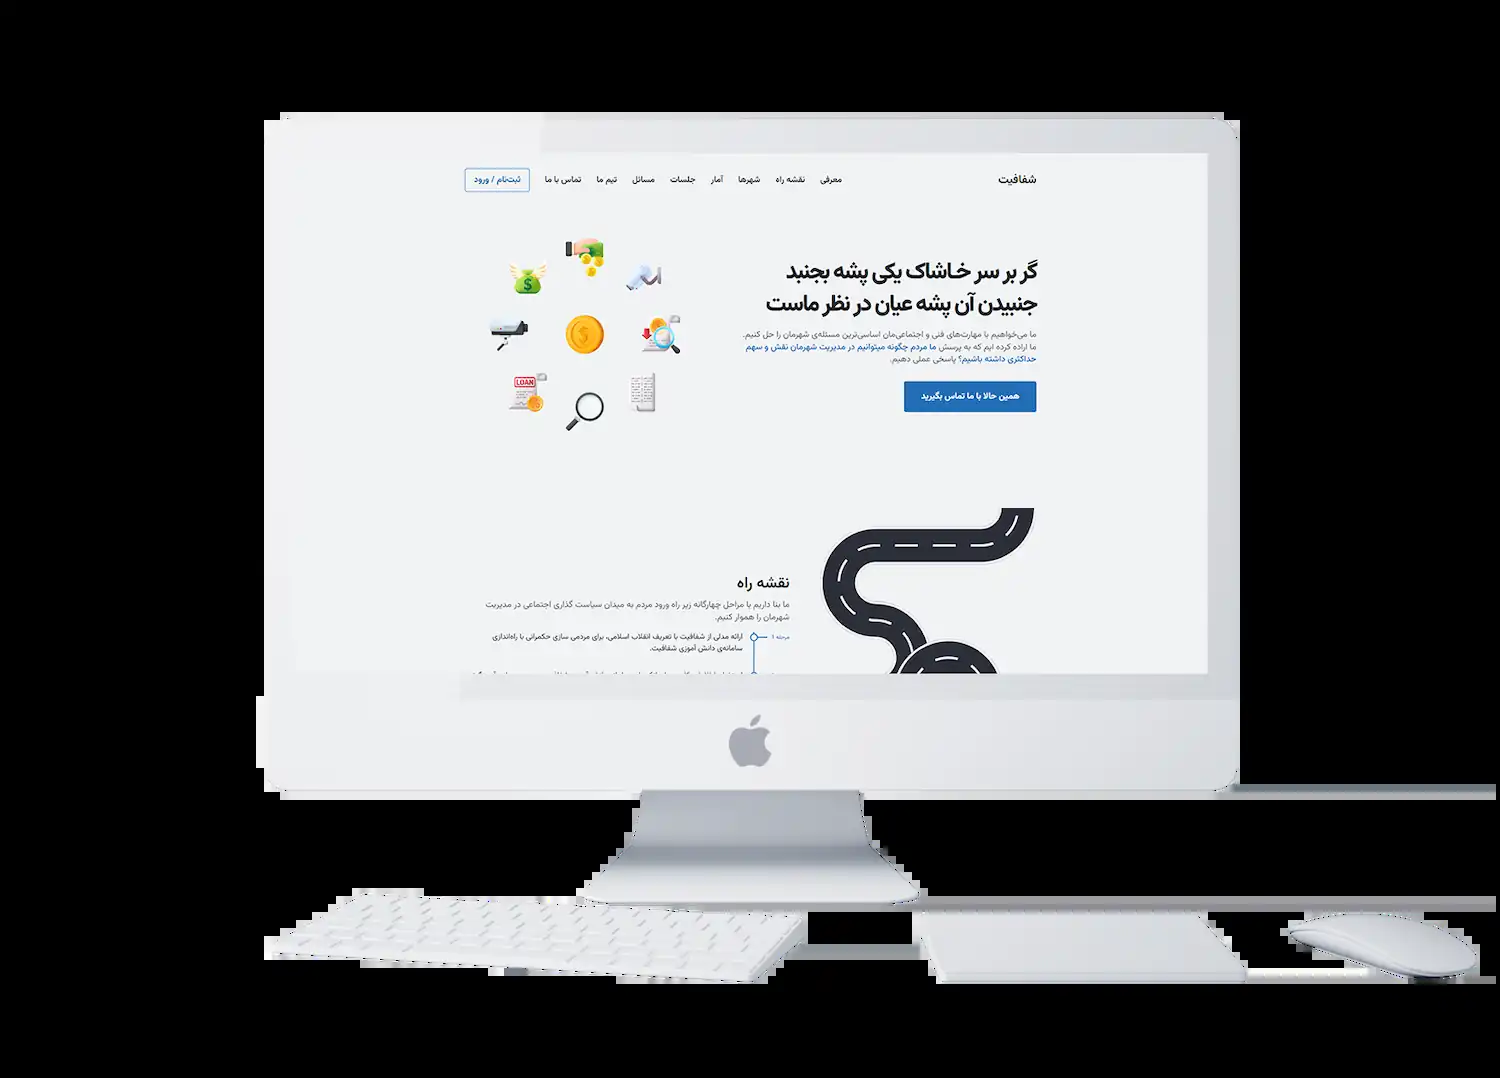 شفافیت
معرفی
نقشه راه
شهرها
آمار
جلسات
مسائل
تیم ما
تماس با ما
ثبت‌نام / ورود
گر بر سر خاشاک یکی پشه بجنبد
جنبیدن آن پشه عیان در نظر ماست
ما می‌خواهیم با مهارت‌های فنی و اجتماعی‌مان اساسی‌ترین مسئله‌ی شهرمان را حل کنیم.
ما اراده کرده ایم که به پرسش ما مردم چگونه میتوانیم در مدیریت شهرمان نقش و سهم
حداکثری داشته باشیم؟ پاسخی عملی دهیم.
همین حالا با ما تماس بگیرید
LOAN
نقشه راه
ما بنا داریم با مراحل چهارگانه زیر راه ورود مردم به میدان سیاست گذاری اجتماعی در مدیریت
شهرمان را هموار کنیم.
مرحله 1
ارائه مدلی از شفافیت با تعریف انقلاب اسلامی، برای مردمی سازی حکمرانی با راه‌اندازی
سامانه‌ی دانش آموزی شفافیت.